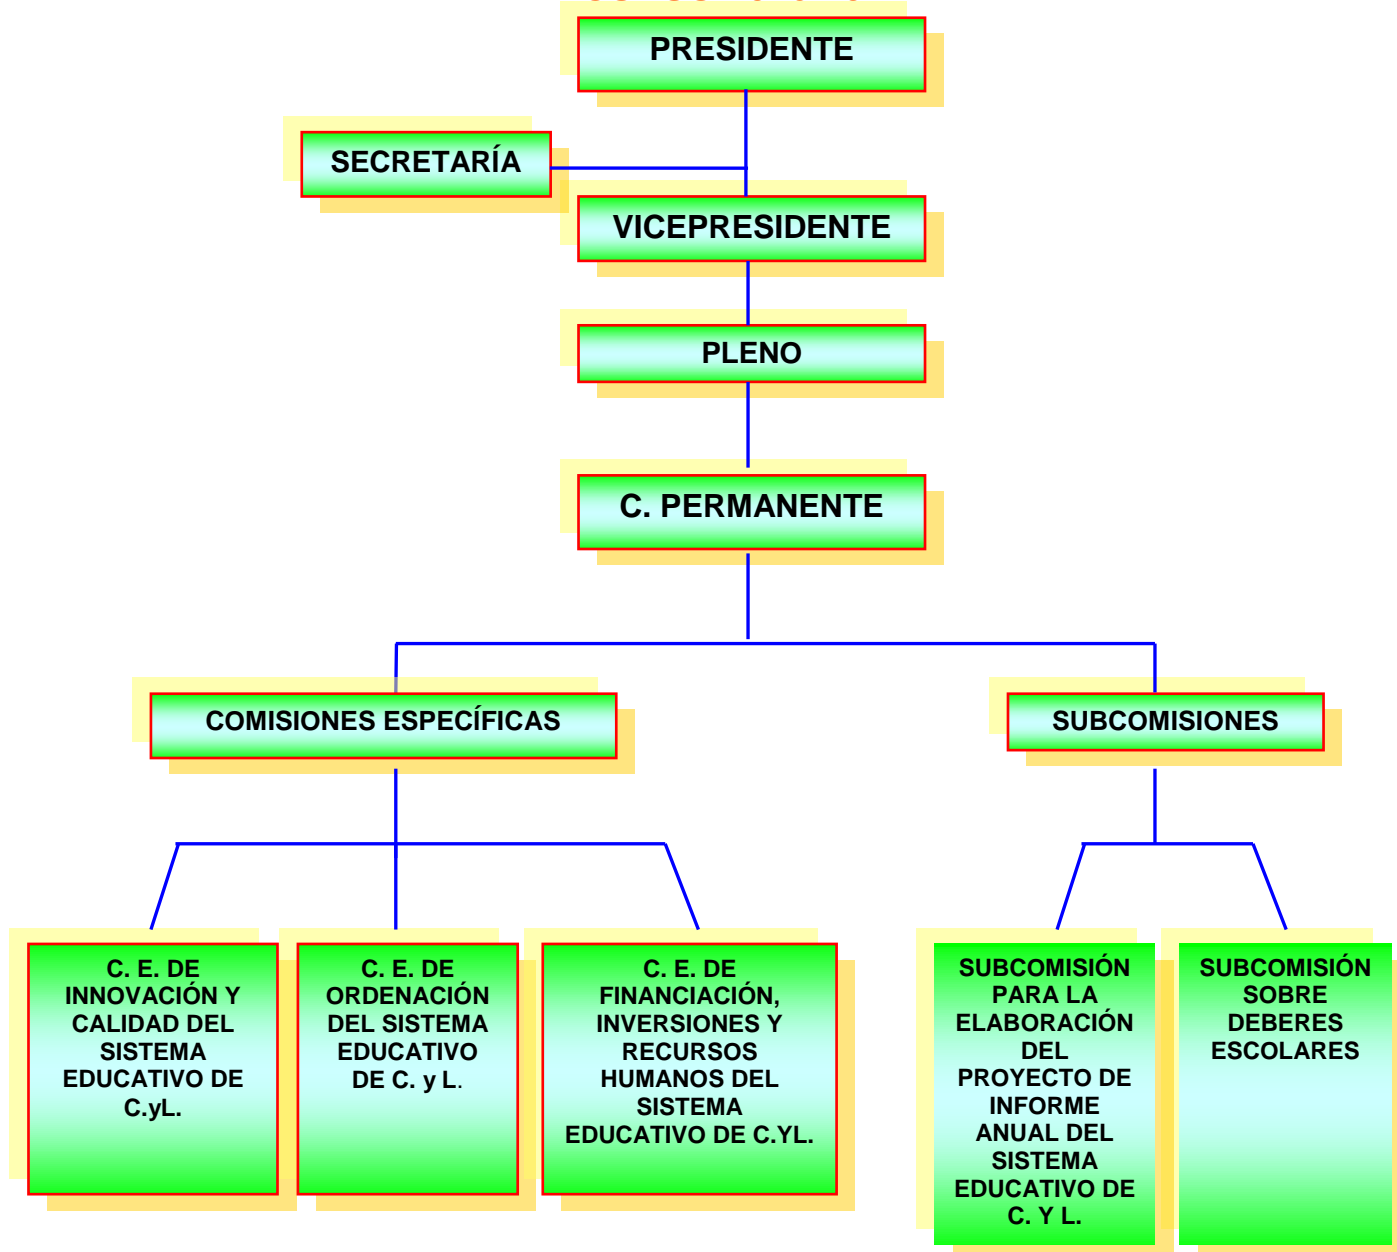 PRESIDENTE
SECRETARÍA
VICEPRESIDENTE
PLENO
C. PERMANENTE
COMISIONES ESPECÍFICAS
SUBCOMISIONES
C. E. DE
INNOVACIÓN Y
CALIDAD DEL
SISTEMA
EDUCATIVO DE
C.yL.
C. E. DE
ORDENACIÓN
DEL SISTEMA
EDUCATIVO
DE C. y L.
C. E. DE
FINANCIACIÓN,
INVERSIONES Y
RECURSOS
HUMANOS DEL
SISTEMA
EDUCATIVO DE C.YL.
SUBCOMISIÓN
PARA LA
ELABORACIÓN
DEL
PROYECTO DE
INFORME
ANUAL DEL
SISTEMA
EDUCATIVO DE
C. Y L.
SUBCOMISIÓN
SOBRE
DEBERES
ESCOLARES